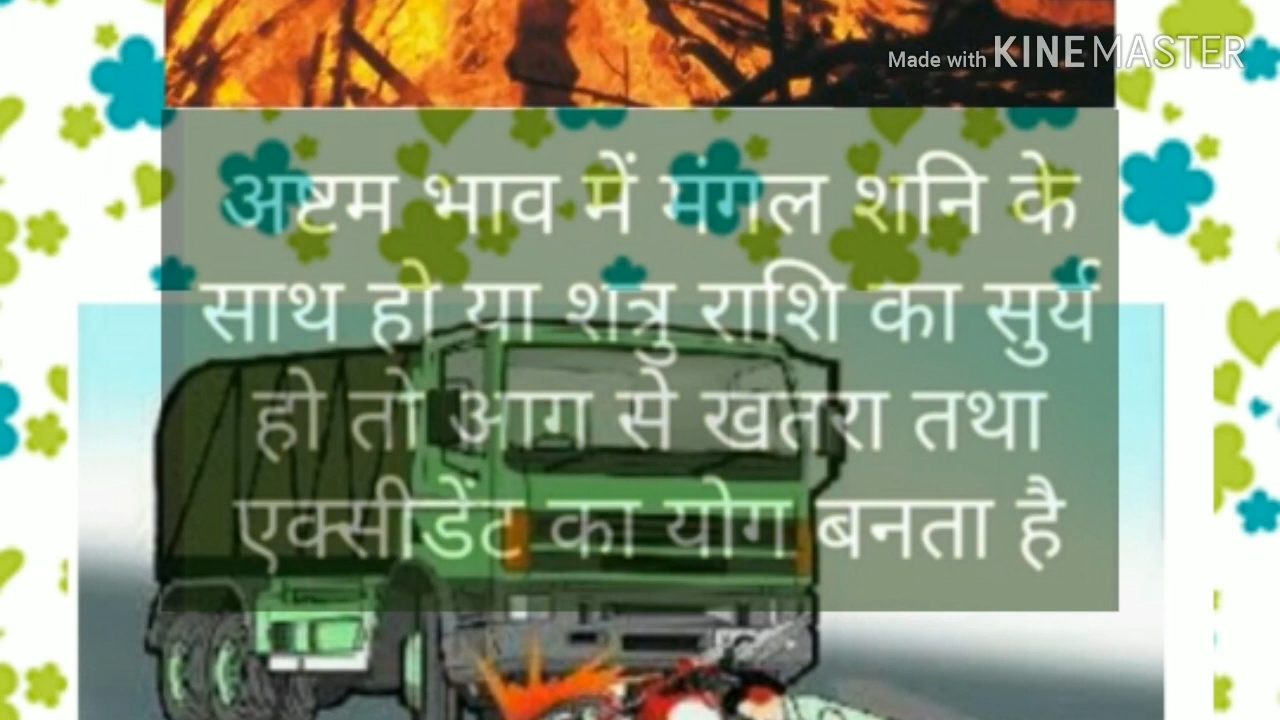 Made with KINEMASTER
अष्टम भाव में मंगल शनि के
साथ हो या शत्रु राशि का सुर्य
हो तो आग से खतरा तथा
एक्सीडेंट का योग बनता है